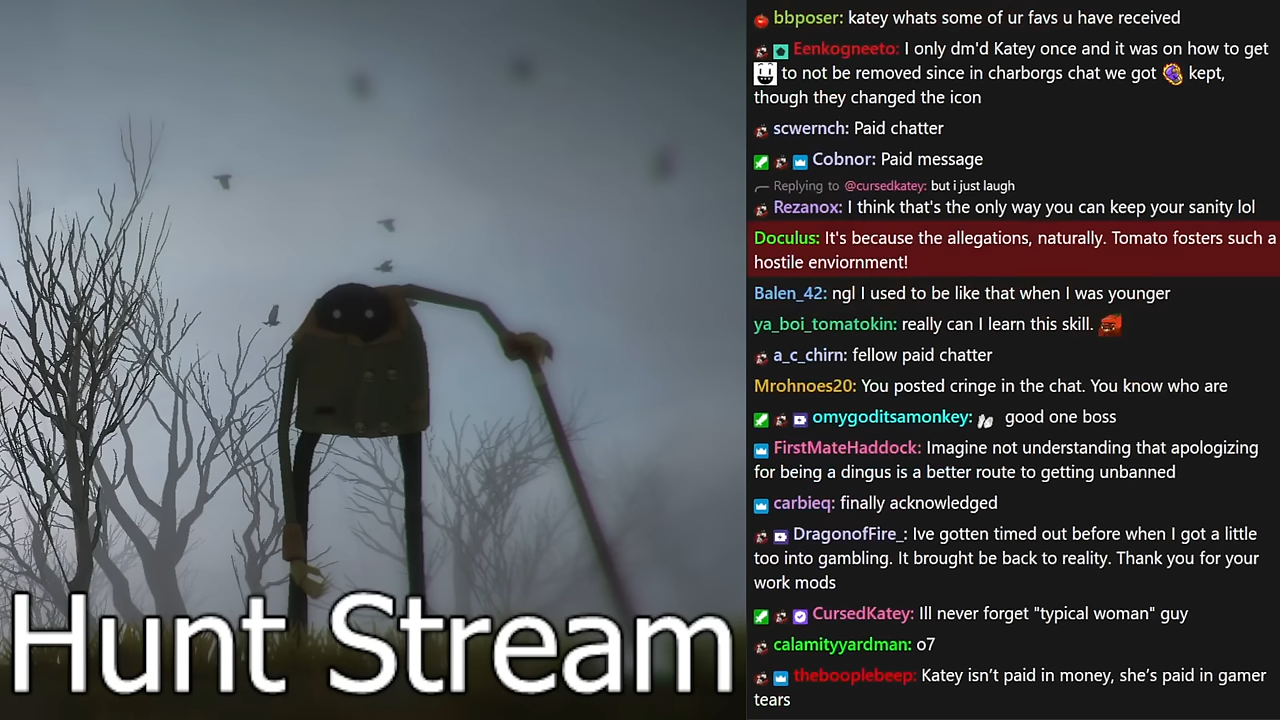 bbposer: katey whats some of ur favs u have received
Eenkogneeto: I only dm'd Katey once and it was on how to get
to not be removed since in charborgs chat we got kept,
though they changed the icon
scwernch: Paid chatter
Cobnor: Paid message
Replying to @cursedkatey: but i just laugh
Rezanox: I think that's the only way you can keep your sanity lol
Doculus: It's because the allegations, naturally. Tomato fosters such a
hostile enviornment!
Balen_42: ngl I used to be like that when I was younger
ya_boi_tomatokin: really can I learn this skill.
a_c_chirn: fellow paid chatter
Mrohnoes20: You posted cringe in the chat. You know who are
omygoditsamonkey: good one boss
FirstMateHaddock: Imagine not understanding that apologizing
for being a dingus is a better route to getting unbanned
carbieq: finally acknowledged
DragonofFire_: Ive gotten timed out before when I got a little
too into gambling. It brought be back to reality. Thank you for your
work mods
CursedKatey: Ill never forget "typical woman" guy
calamityyardman: o7
thebooplebeep: Katey isn’t paid in money, she’s paid in gamer
tears
Hunt Stream